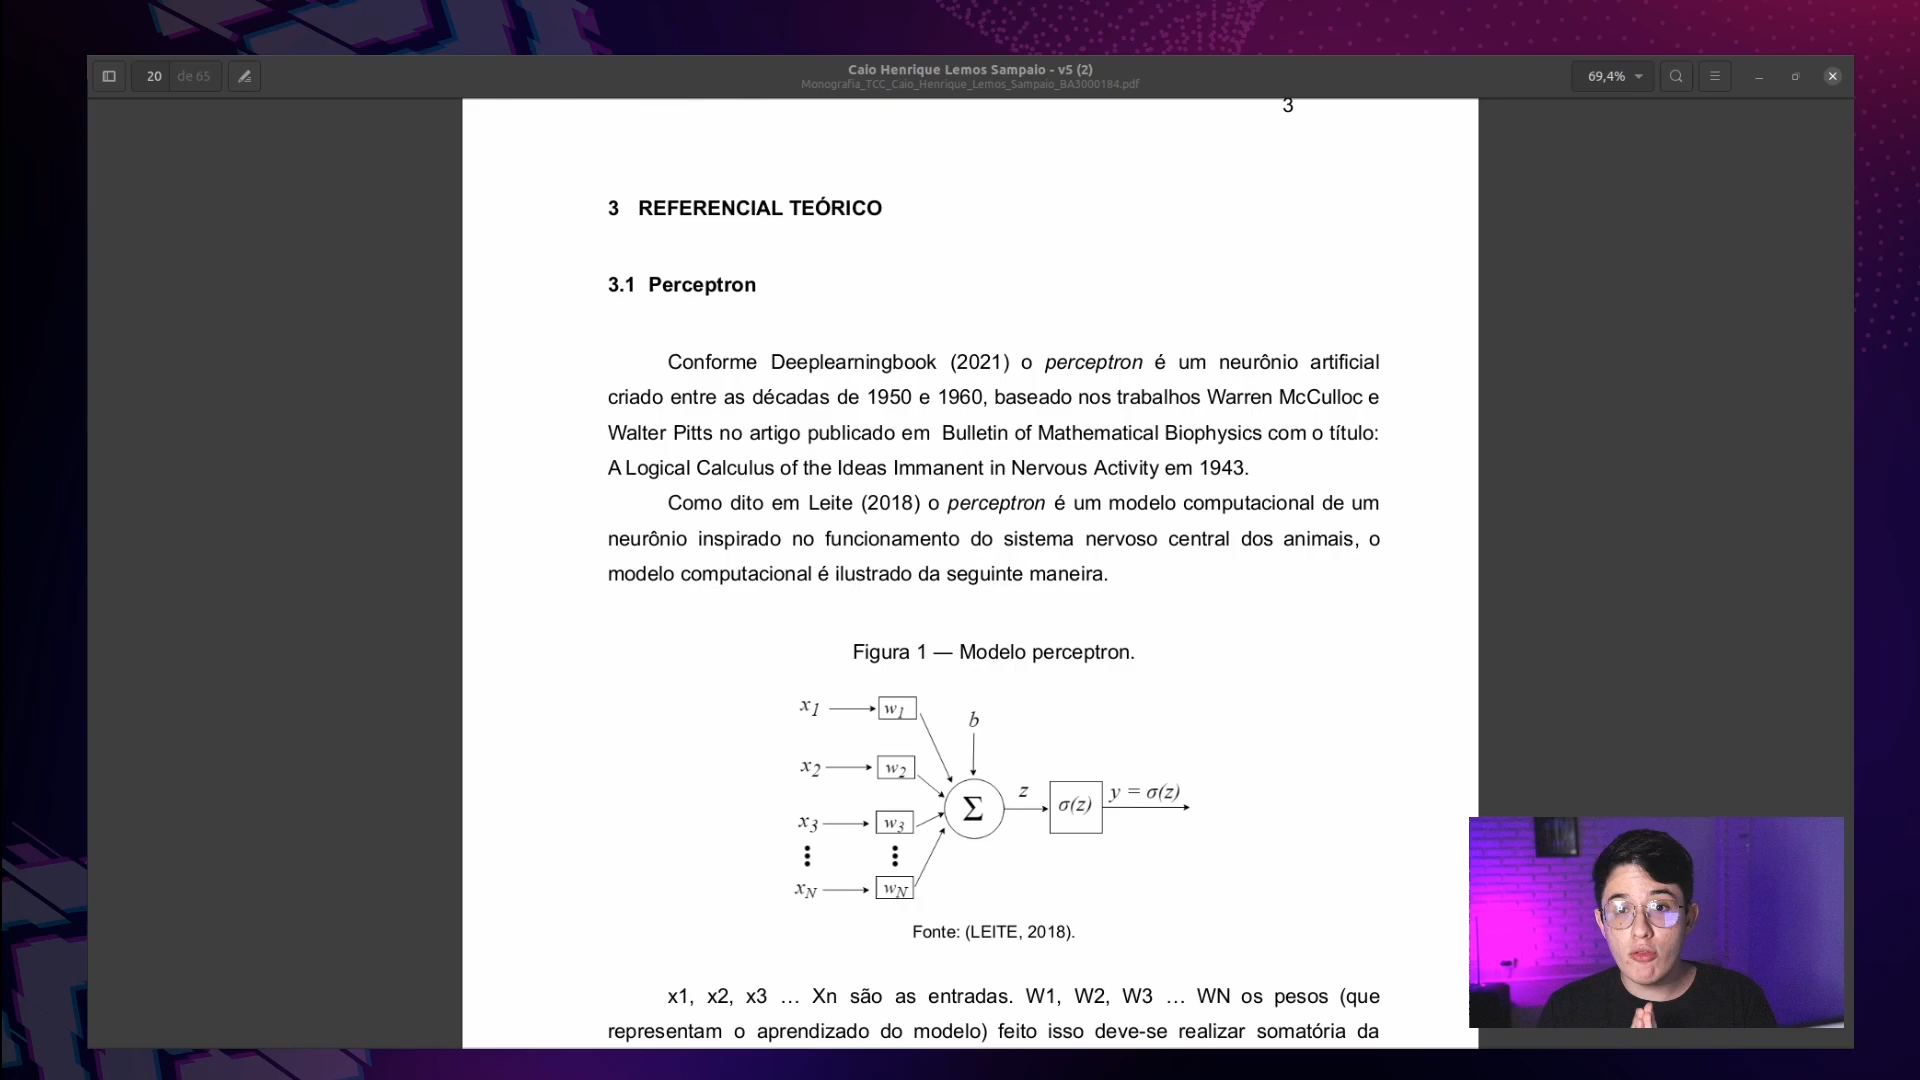 20 de 65
Caio Henrique Lemos Sampaio - v5 (2)
Monografia_TCC_Caio_Henrique_Lemos_Sampaio_BA3000184.pdf
69,4%
3
3 REFERENCIAL TEÓRICO
3.1 Perceptron
Conforme Deeplearningbook (2021) o perceptron é um neurônio artificial
criado entre as décadas de 1950 e 1960, baseado nos trabalhos Warren McCulloc e
Walter Pitts no artigo publicado em Bulletin of Mathematical Biophysics com o título:
A Logical Calculus of the Ideas Immanent in Nervous Activity em 1943.
Como dito em Leite (2018) o perceptron é um modelo computacional de um
neurônio inspirado no funcionamento do sistema nervoso central dos animais, o
modelo computacional é ilustrado da seguinte maneira.
Figura 1 — Modelo perceptron.
x1 w1
b
x2 w2
Σ z σ(z) y = σ(z)
x3 w3
xN wN
Fonte: (LEITE, 2018).
x1, x2, x3 … Xn são as entradas. W1, W2, W3 … WN os pesos (que
representam o aprendizado do modelo) feito isso deve-se realizar somatória da